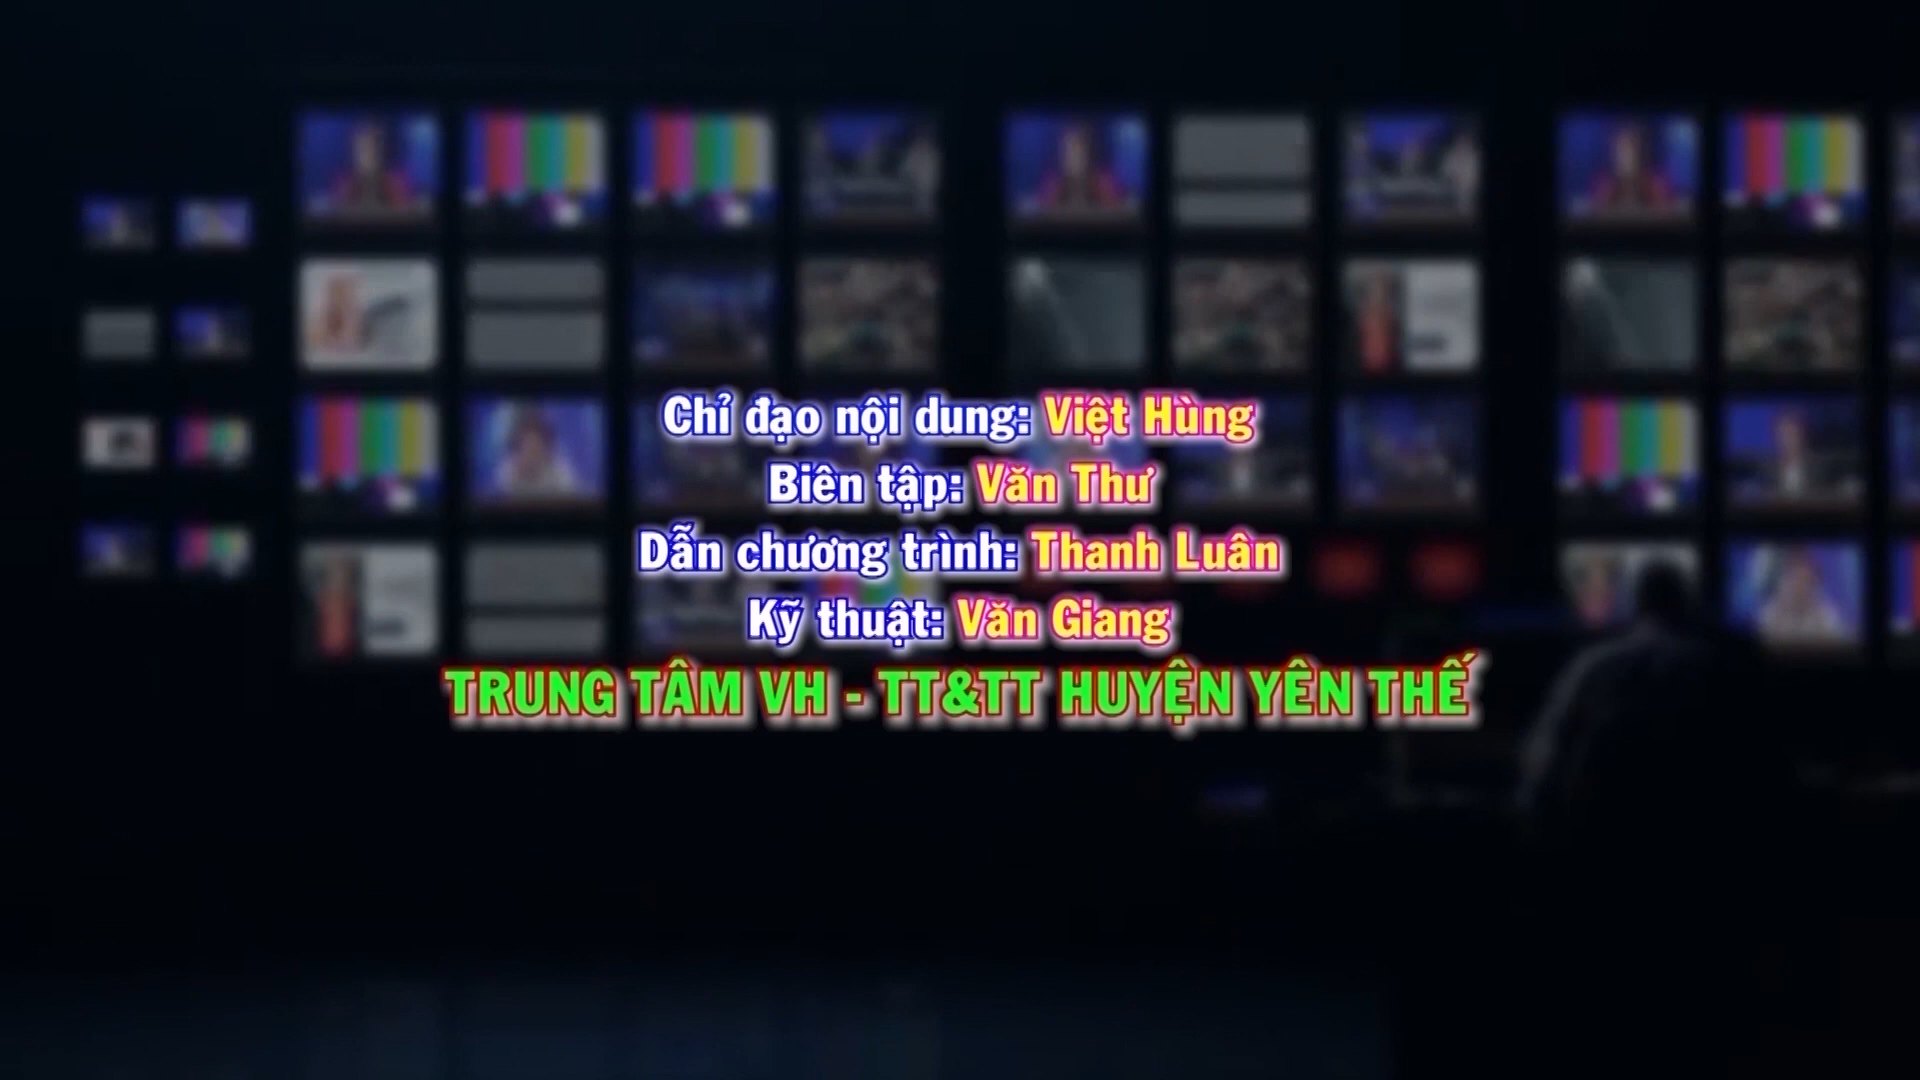 Chỉ đạo nội dung: Việt Hùng
Biên tập: Văn Thư
Dẫn chương trình: Thanh Luân
Kỹ thuật: Văn Giang
TRUNG TÂM VH - TT&TT HUYỆN YÊN THẾ